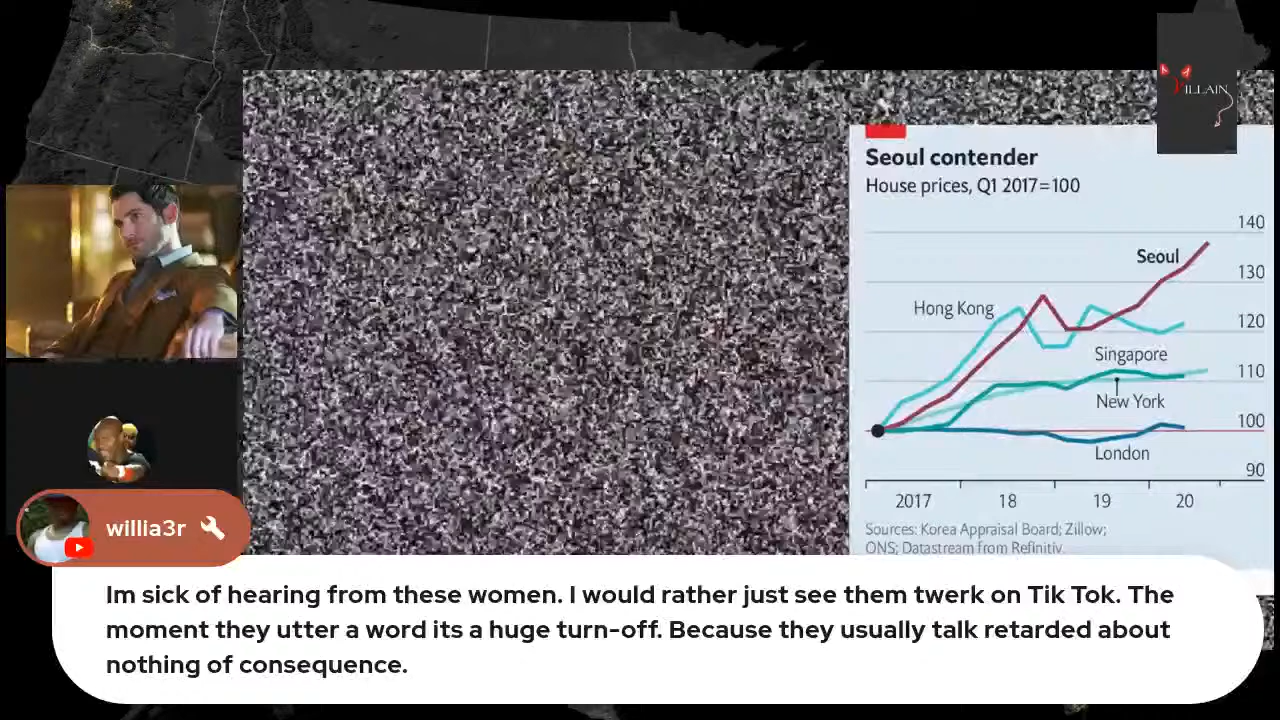 VILLAIN
Seoul contender
House prices, Q1 2017=100
140
Seoul
130
Hong Kong
120
Singapore
110
New York
100
London
90
2017 18 19 20
Sources: Korea Appraisal Board; Zillow;
ONS; Datastream from Refinitiv
willia3r
Im sick of hearing from these women. I would rather just see them twerk on Tik Tok. The
moment they utter a word its a huge turn-off. Because they usually talk retarded about
nothing of consequence.